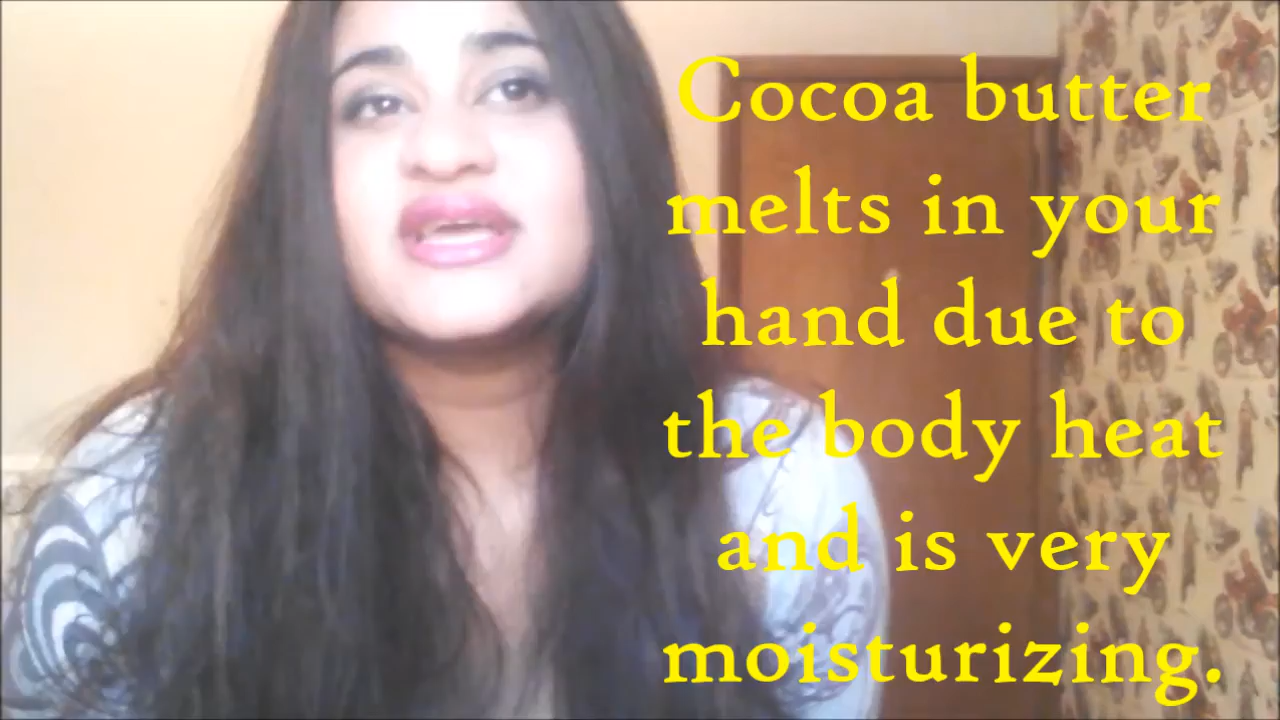 Cocoa butter
melts in your
hand due to
the body heat
and is very
moisturizing.